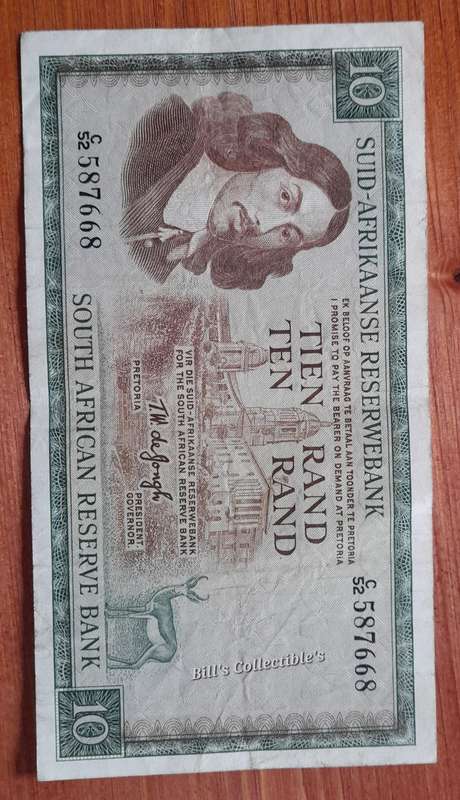 10
SUID-AFRIKAANSE RESERWEBANK
EK BELOOF OP AANVRAAG TE BETAAL AAN TOONDER TE PRETORIA
I PROMISE TO PAY THE BEARER ON DEMAND AT PRETORIA
C/52 587668
TIEN RAND
TEN RAND
VIR DIE SUID-AFRIKAANSE RESERWEBANK
FOR THE SOUTH AFRICAN RESERVE BANK
T.W. de Jongh
PRETORIA
PRESIDENT.
GOVERNOR.
C/52 587668
SOUTH AFRICAN RESERVE BANK
10
Bill's Collectible's